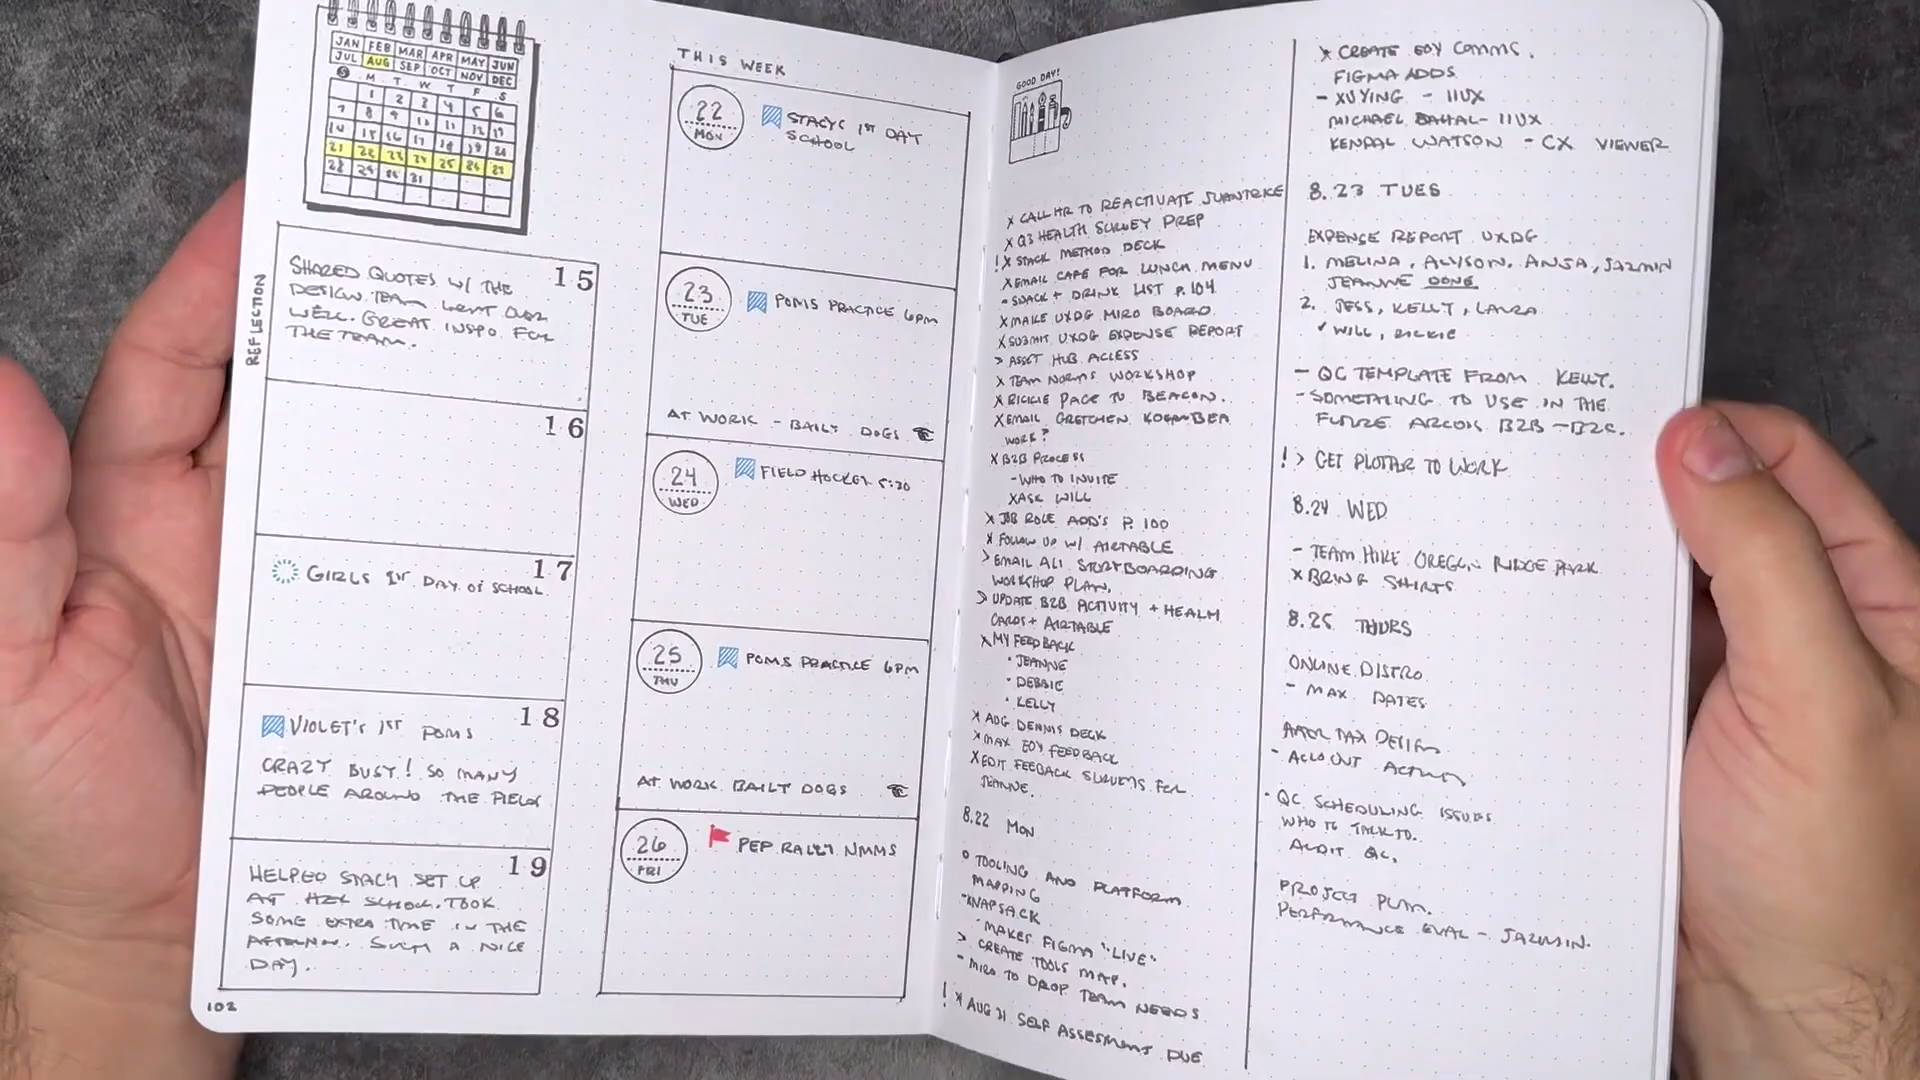 JAN FEB MAR APR MAY JUN
JUL AUG SEP OCT NOV DEC
S M T W T F S
1 2 3 4 5 6
7 8 9 10 11 12 13
14 15 16 17 18 19 20
21 22 23 24 25 26 27
28 29 30 31
REFLECTION
15
SHARED QUOTES W/ THE
DESIGN TEAM. WENT OVER
WELL. GREAT INSPO FOR
THE TEAM.
16
17
GIRLS 1ST DAY OF SCHOOL.
18
VIOLET'S 1ST POMS
CRAZY BUSY! SO MANY
PEOPLE AROUND THE FIELD
19
HELPED STACY SET UP
AT HER SCHOOL. TOOK
SOME EXTRA TIME IN THE
AFTERNN. SUCH A NICE
DAY.
102
THIS WEEK
22
MON
STACYS 1ST DAY
SCHOOL
23
TUE
POMS PRACTICE 6PM
AT WORK - BAILY DOGS
24
WED
FIELD HOCKEY 5:30
25
THU
POMS PRACTICE 6PM
AT WORK BAILY DOGS
26
FRI
PEP RALLY NMMS
GOOD DAY!
X CALL HR TO REACTIVATE
X Q3 HEALTH SURVEY PREP
! X STACK METHOD DECK
X EMAIL CAFE FOR LUNCH MENU
- SNACK + DRINK LIST P. 104
X MAKE UXDG MIRO BOARD
X SUBMIT UXDG EXPENSE REPORT
> ASSET HUB ACCESS
X TEAM NORMS WORKSHOP
X RICKIE PAGE TO BEACON.
X EMAIL GRETCHEN
WORK?
X B2B PROCESS
- WHO TO INVITE
X ASK WILL
X JOB ROLE ADD'S P. 100
X FOLLOW UP W/ AIRTABLE
> EMAIL ALI STORYBOARDING
WORKSHOP PLAN.
> UPDATE B2B ACTIVITY + HEALTH
CARDS + AIRTABLE
X MY FEEDBACK
• JEANNE
• DEBBIE
• KELLY
X ADG DENNIS DECK
X MAX EOY FEEDBACK
X EDIT FEEBACK SURVEYS FOR
JEANNE.
8.22 MON
O TOOLING AND PLATFORM
MAPPING
- KNAPSACK
- MAKES FIGMA "LIVE"
> CREATE TOOLS MAP.
- MIRO TO DROP TEAM NEEDS
! X AUG 31 SELF ASSESMENT DUE
X CREATE EOY COMMS.
FIGMA ADDS
- XUYING - IIUX
MICHAEL - IIUX
KENDAL WATSON - CX VIEWER
8.23 TUES
EXPENSE REPORT UXDG
1. MELINA, ALYSON, ANJA, JAZMIN
JEANNE DONE
2. JESS, KELLY, LAURA
✓ WILL, RICKIE
- QC TEMPLATE FROM KELLY.
- SOMETHING TO USE IN THE
FUTURE ACROSS B2B - B2C.
! > GET PLOTTAR TO WORK
8.24 WED
- TEAM HIKE OREGON RIDGE PARK
X BRING SHIRTS
8.25 THURS
ONLINE DISTRO
- MAX DATES
TAX DESIGN
- ACCOUNT
• QC SCHEDULING ISSUES
WHO TO TALK TO.
AUDIT QC.
PROJECT PLAN.
PERFORMANCE EVAL - JAZMIN.